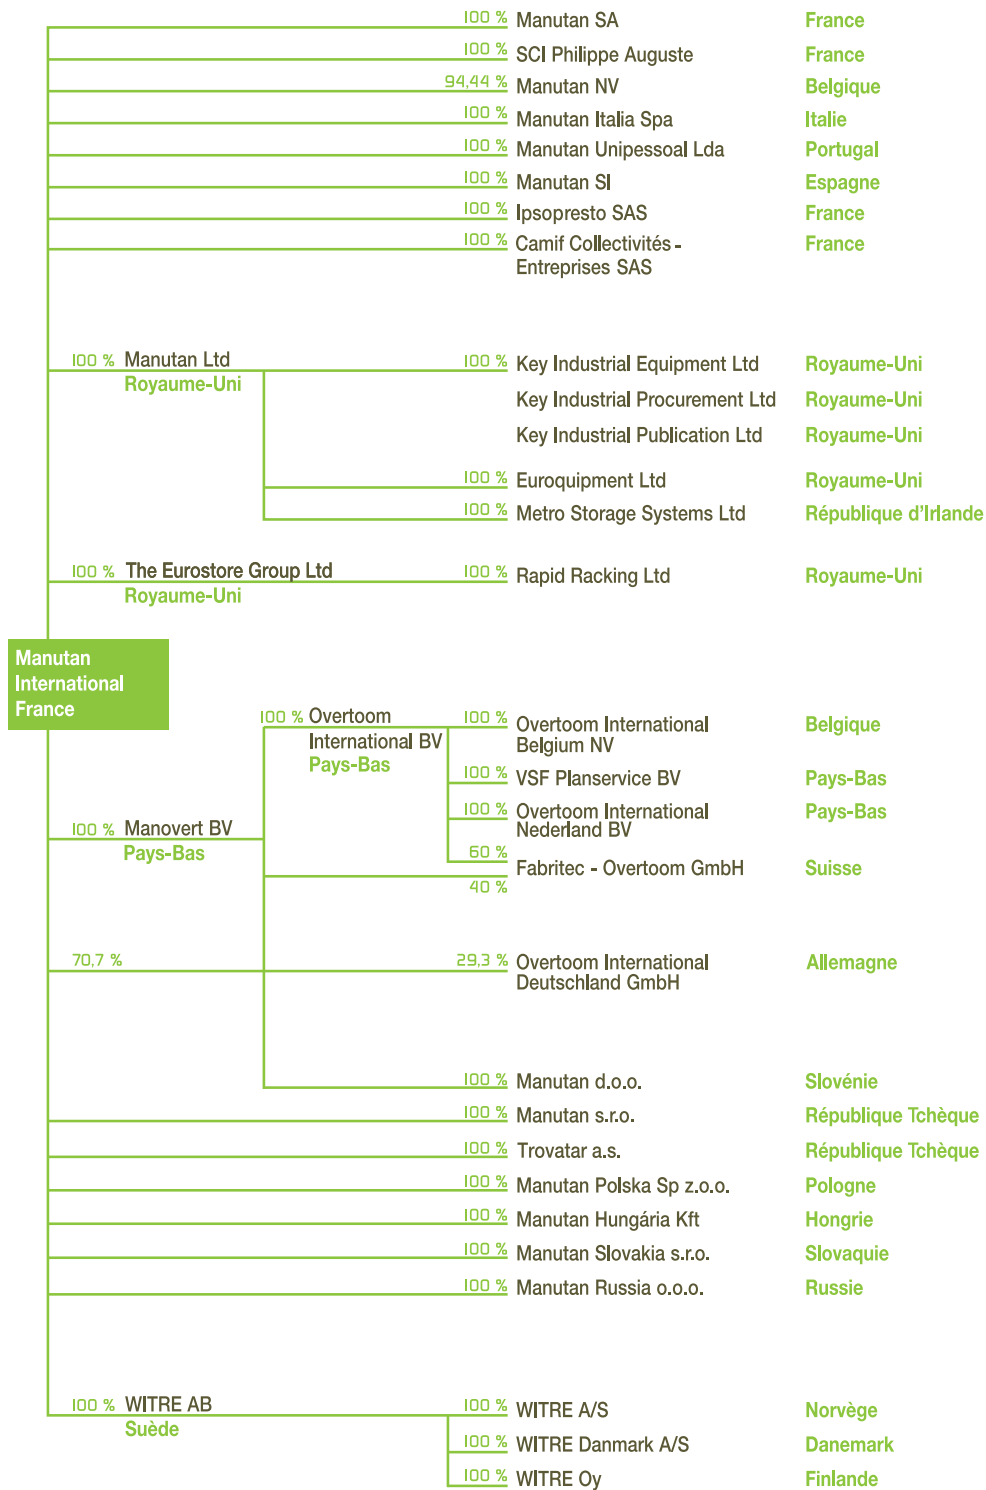 100 % Manutan SA France
100 % SCI Philippe Auguste France
94,44 % Manutan NV Belgique
100 % Manutan Italia Spa Italie
100 % Manutan Unipessoal Lda Portugal
100 % Manutan Sl Espagne
100 % Ipsopresto SAS France
100 % Camif Collectivités - France
Entreprises SAS
100 % Manutan Ltd 100 % Key Industrial Equipment Ltd Royaume-Uni
Royaume-Uni
Key Industrial Procurement Ltd Royaume-Uni
Key Industrial Publication Ltd Royaume-Uni
100 % Euroquipment Ltd Royaume-Uni
100 % Metro Storage Systems Ltd République d'Irlande
100 % The Eurostore Group Ltd 100 % Rapid Racking Ltd Royaume-Uni
Royaume-Uni
Manutan
International
France
100 % Overtoom 100 % Overtoom International Belgique
International BV Belgium NV
Pays-Bas
100 % VSF Planservice BV Pays-Bas
100 % Overtoom International Pays-Bas
Nederland BV
100 % Manovert BV
Pays-Bas
60 %
Fabritec - Overtoom GmbH Suisse
40 %
70,7 % 29,3 % Overtoom International Allemagne
Deutschland GmbH
100 % Manutan d.o.o. Slovénie
100 % Manutan s.r.o. République Tchèque
100 % Trovatar a.s. République Tchèque
100 % Manutan Polska Sp z.o.o. Pologne
100 % Manutan Hungária Kft Hongrie
100 % Manutan Slovakia s.r.o. Slovaquie
100 % Manutan Russia o.o.o. Russie
100 % WITRE AB 100 % WITRE A/S Norvège
Suède
100 % WITRE Danmark A/S Danemark
100 % WITRE Oy Finlande